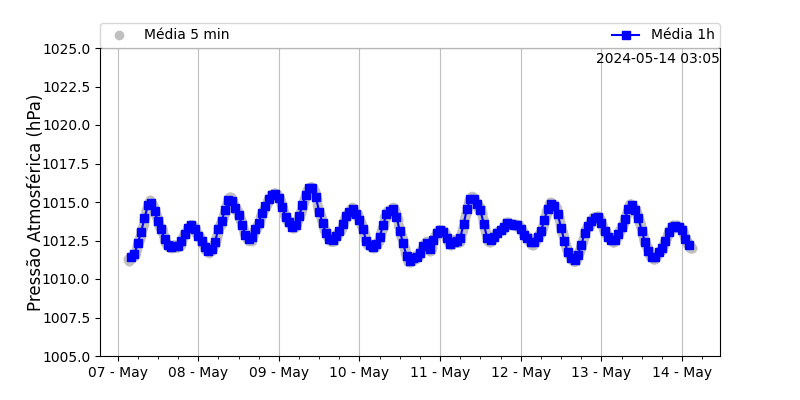 Média 5 min
Média 1h
2024-05-14 03:05
Pressão Atmosférica (hPa)
1025.0
1022.5
1020.0
1017.5
1015.0
1012.5
1010.0
1007.5
1005.0
07 - May
08 - May
09 - May
10 - May
11 - May
12 - May
13 - May
14 - May